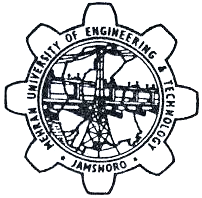 MEHRAN UNIVERSITY OF ENGINEERING & TECHNOLOGY
JAMSHORO